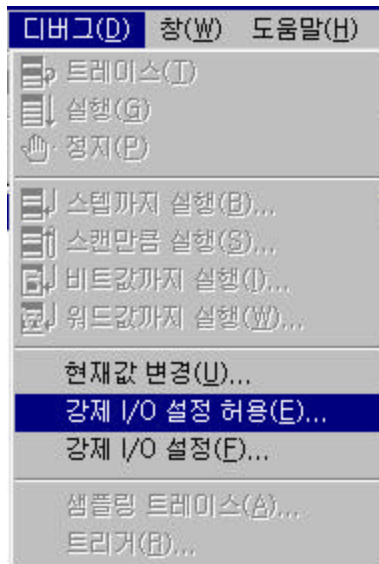 디버그(D) 창(W) 도움말(H)
트레이스(T)
실행(G)
정지(P)
스텝까지 실행(B)...
스캔만큼 실행(S)...
비트값까지 실행(I)...
워드값까지 실행(W)...
현재값 변경(U)...
강제 I/O 설정 허용(E)...
강제 I/O 설정(F)...
샘플링 트레이스(A)...
트리거(R)...